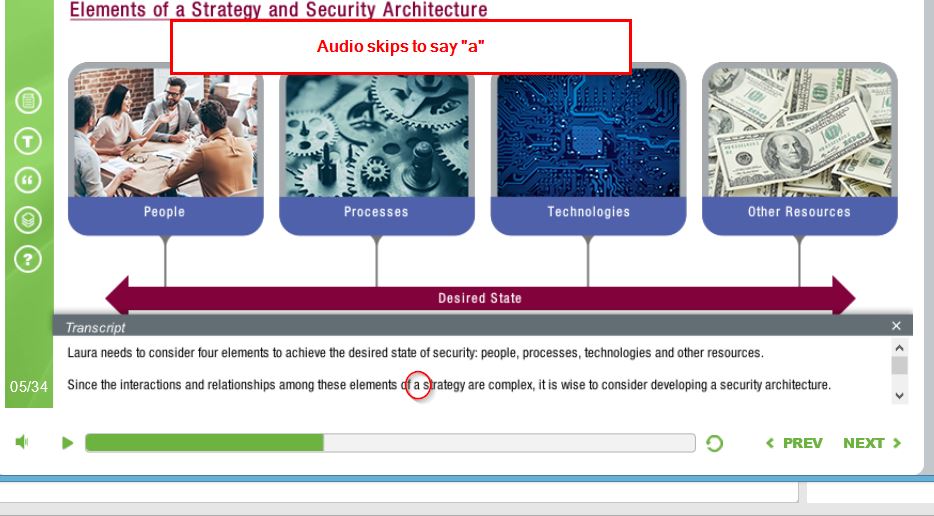 Elements of a Strategy and Security Architecture
Audio skips to say "a"
People
Processes
Technologies
Other Resources
Desired State
Transcript
Laura needs to consider four elements to achieve the desired state of security: people, processes, technologies and other resources.
Since the interactions and relationships among these elements of a strategy are complex, it is wise to consider developing a security architecture.
05/34
PREV
NEXT